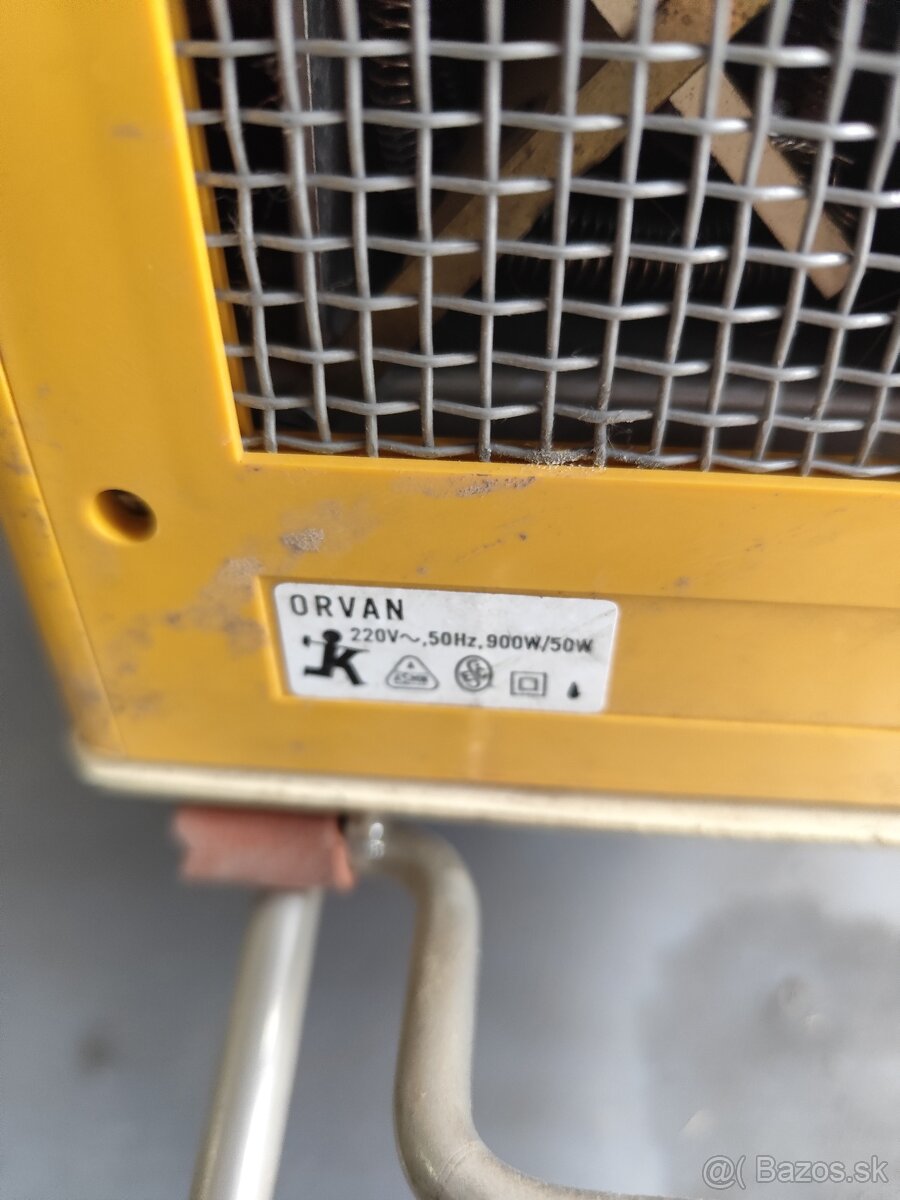 ORVAN
220V~,50Hz,900W/50W
@( Bazos.sk